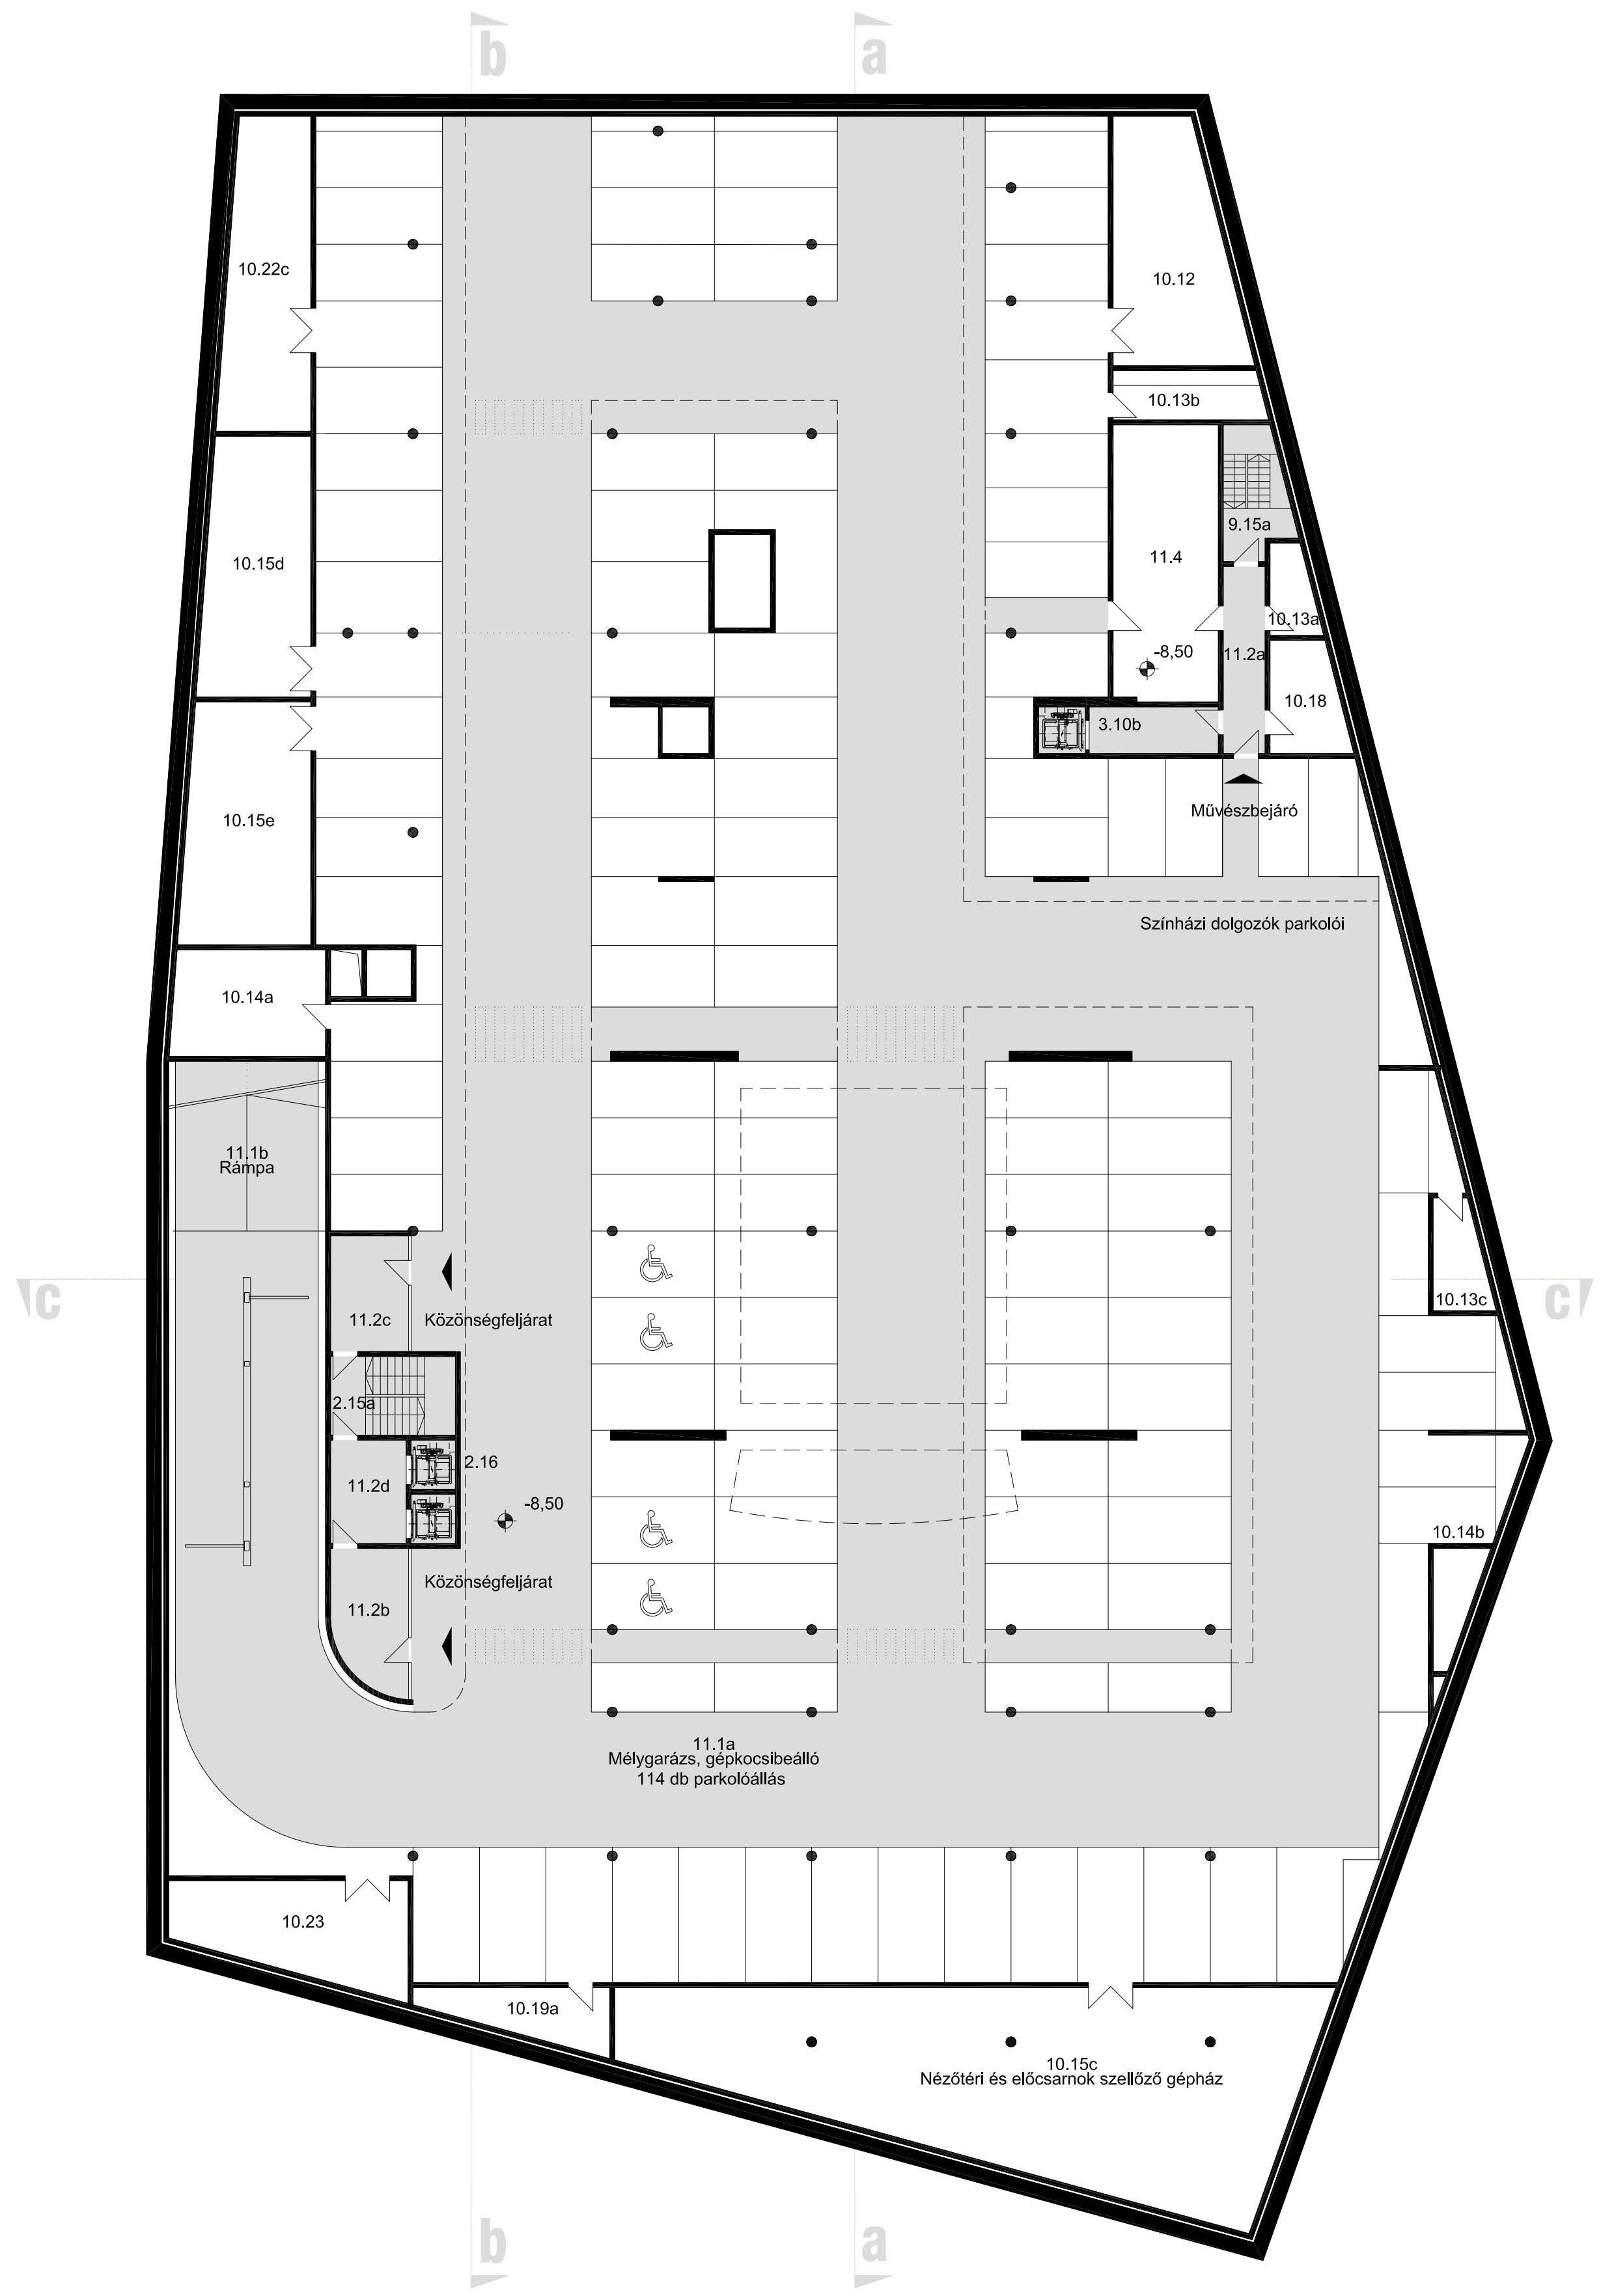 b
a
10.22c
10.12
10.13b
9.15a
10.15d
11.4
10.13a
-8,50
11.2a
10.18
3.10b
10.15e
Művészbejáró
Színházi dolgozók parkolói
10.14a
11.1b
Rámpa
c
c
10.13c
11.2c
Közönségfeljárat
2.15a
2.16
11.2d
-8,50
10.14b
Közönségfeljárat
11.2b
11.1a
Mélygarázs, gépkocsibeálló
114 db parkolóállás
10.23
10.19a
10.15c
Nézőtéri és előcsarnok szellőző gépház
b
a